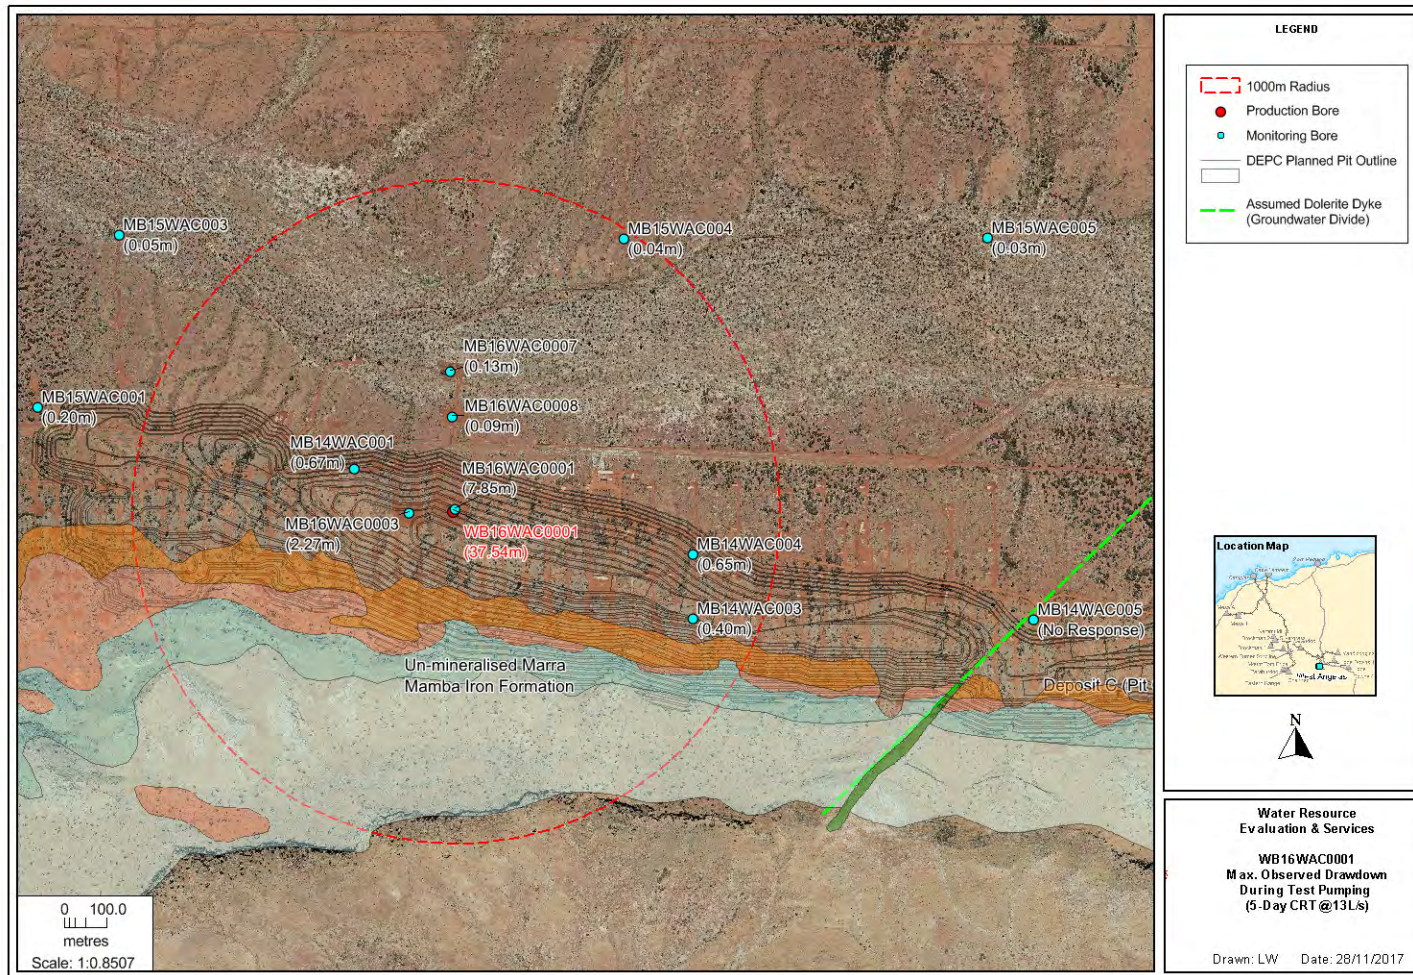 MB15WAC003
(0.05m)
MB15WAC004
(0.04m)
MB15WAC005
(0.03m)
MB16WAC0007
(0.13m)
MB15WAC001
(0.20m)
MB16WAC0008
(0.09m)
MB14WAC001
(0.67m)
MB16WAC0001
(7.85m)
MB16WAC0003
(2.27m)
WB16WAC0001
(37.54m)
MB14WAC004
(0.65m)
MB14WAC003
(0.40m)
MB14WAC005
(No Response)
Un-mineralised Marra
Mamba Iron Formation
Deposit C (Pit
0 100.0
metres
Scale: 1:0.8507
LEGEND
1000m Radius
Production Bore
Monitoring Bore
DEPC Planned Pit Outline
Assumed Dolerite Dyke
(Groundwater Divide)
Location Map
N
Water Resource
Evaluation & Services
WB16WAC0001
Max. Observed Drawdown
During Test Pumping
(5-Day CRT @13L/s)
Drawn: LW Date: 28/11/2017